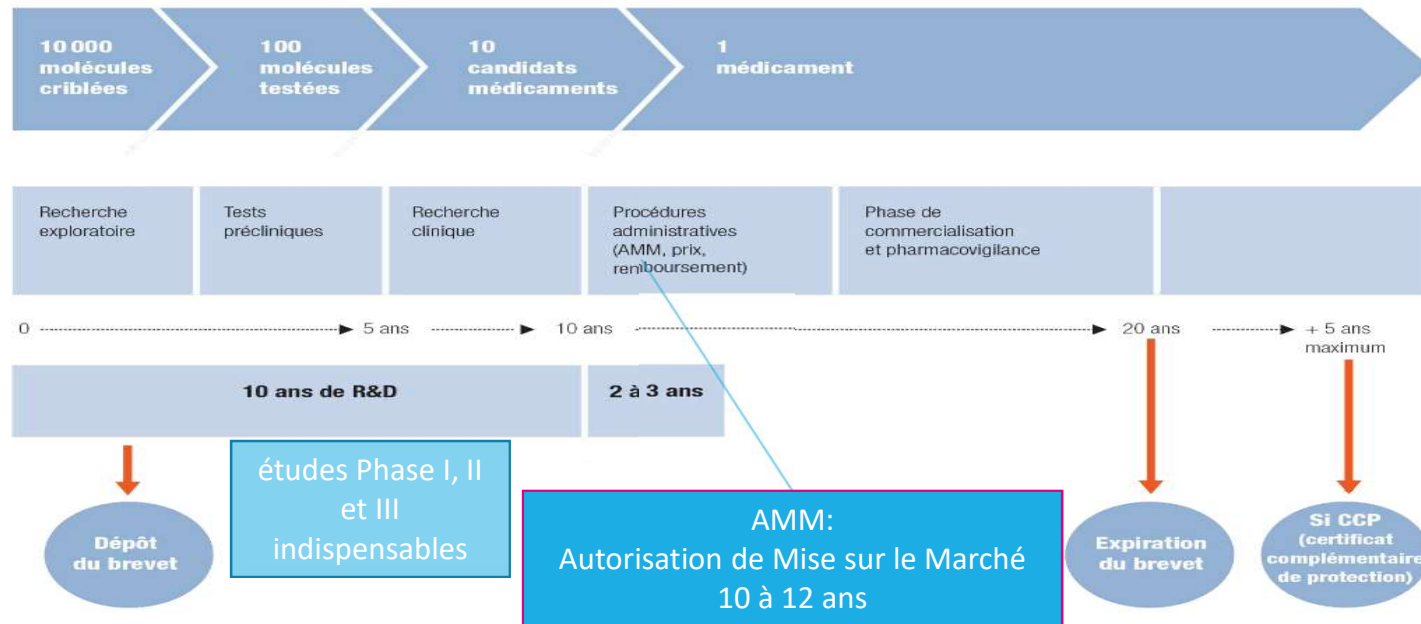 10 000
molécules
criblées
100
molécules
testées
10
candidats
médicaments
1
médicament
Recherche
exploratoire
Tests
précliniques
Recherche
clinique
Procédures
administratives
(AMM, prix,
remboursement)
Phase de
commercialisation
et pharmacovigilance
0
5 ans
10 ans
20 ans
+ 5 ans
maximum
10 ans de R&D
2 à 3 ans
études Phase I, II
et III
indispensables
AMM:
Autorisation de Mise sur le Marché
10 à 12 ans
Dépôt
du brevet
Expiration
du brevet
Si CCP
(certificat
complémentaire
de protection)